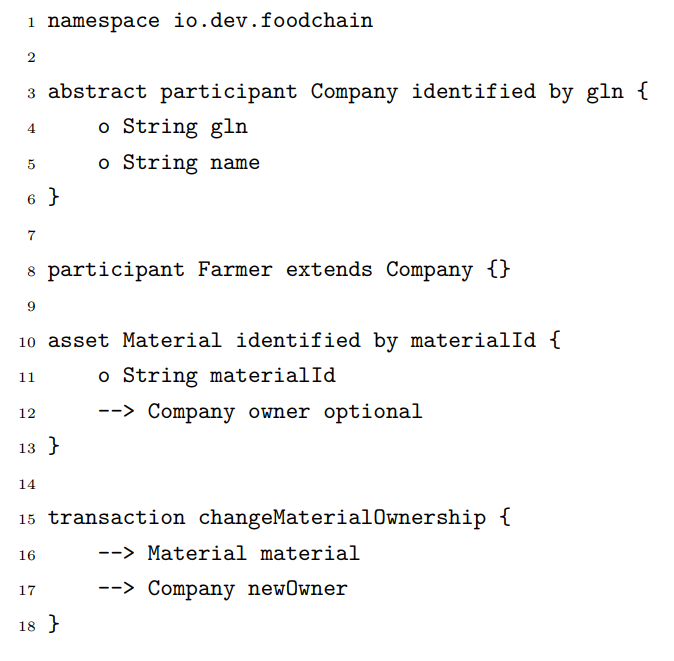 1 namespace io.dev.foodchain
2
3 abstract participant Company identified by gln {
4 o String gln
5 o String name
6 }
7
8 participant Farmer extends Company {}
9
10 asset Material identified by materialId {
11 o String materialId
12 --> Company owner optional
13 }
14
15 transaction changeMaterialOwnership {
16 --> Material material
17 --> Company newOwner
18 }